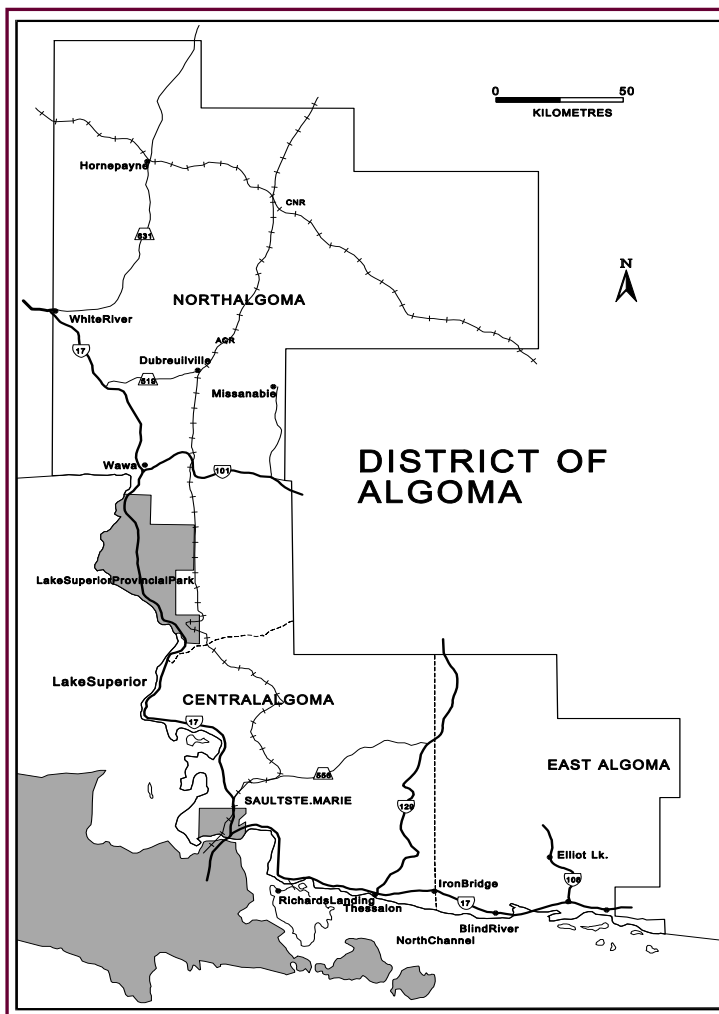 0 50
KILOMETRES
Hornepayne
CNR
631
N
NORTHALGOMA
WhiteRiver
17
ACR
Dubreuilville
519
Missanabie
Wawa
101
DISTRICT OF
ALGOMA
LakeSuperiorProvincialPark
LakeSuperior
CENTRALALGOMA
17
EAST ALGOMA
556
SAULTSTE.MARIE
129
Elliot Lk.
108
IronBridge
RichardsLanding
Thessalon
17
BlindRiver
NorthChannel